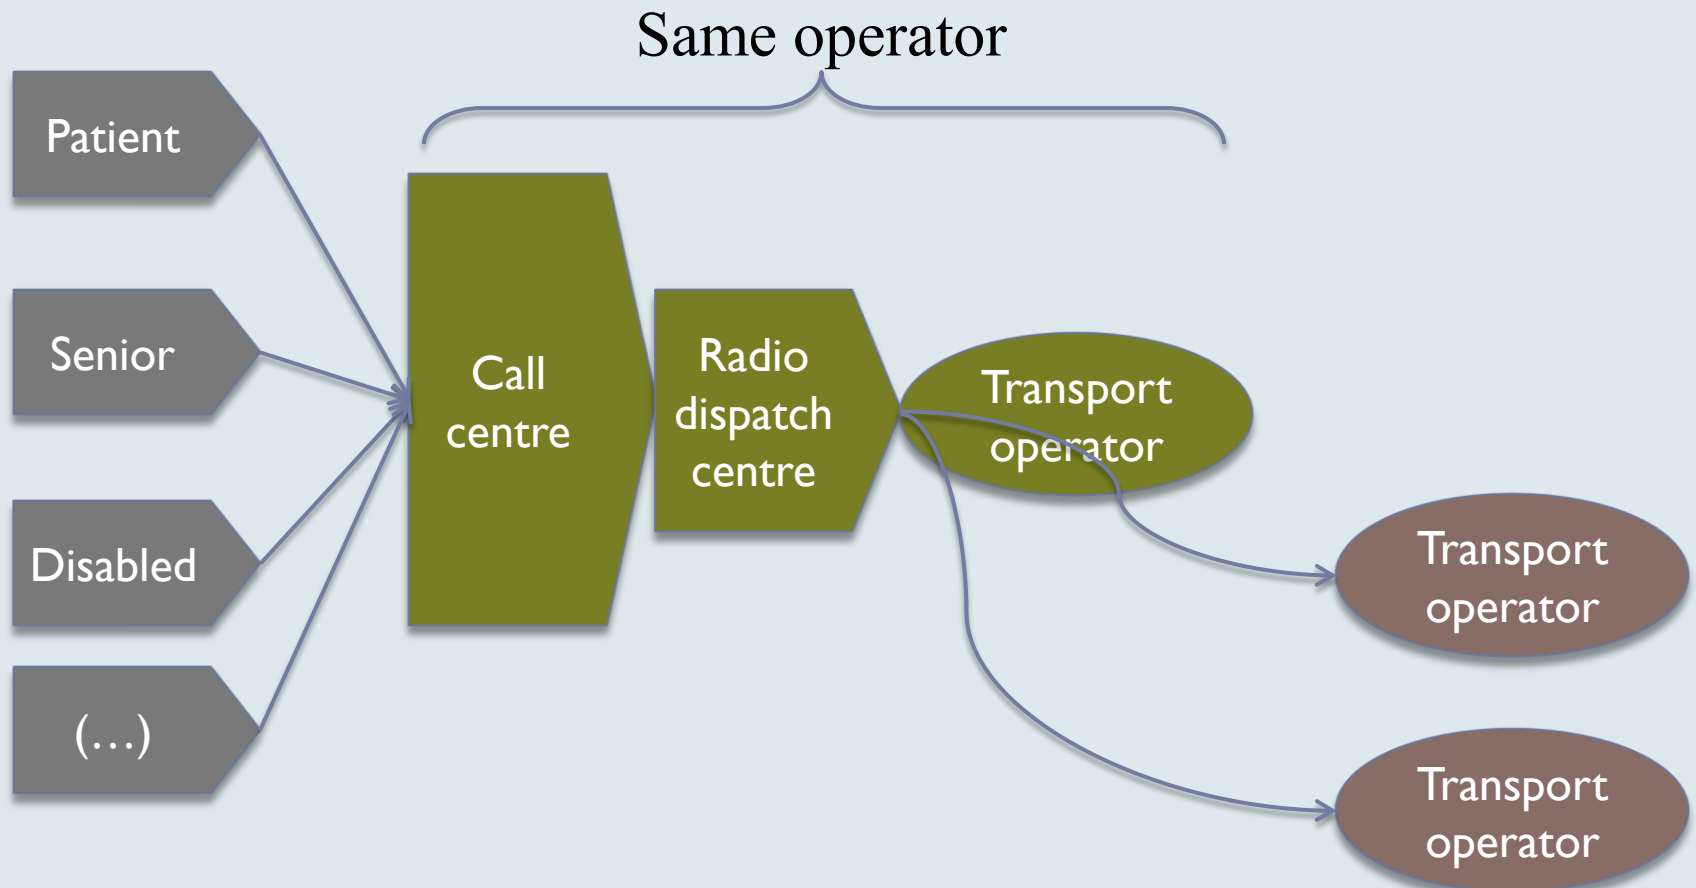 Same operator
Patient
Senior
Disabled
(…)
Call
centre
Radio
dispatch
centre
Transport
operator
Transport
operator
Transport
operator